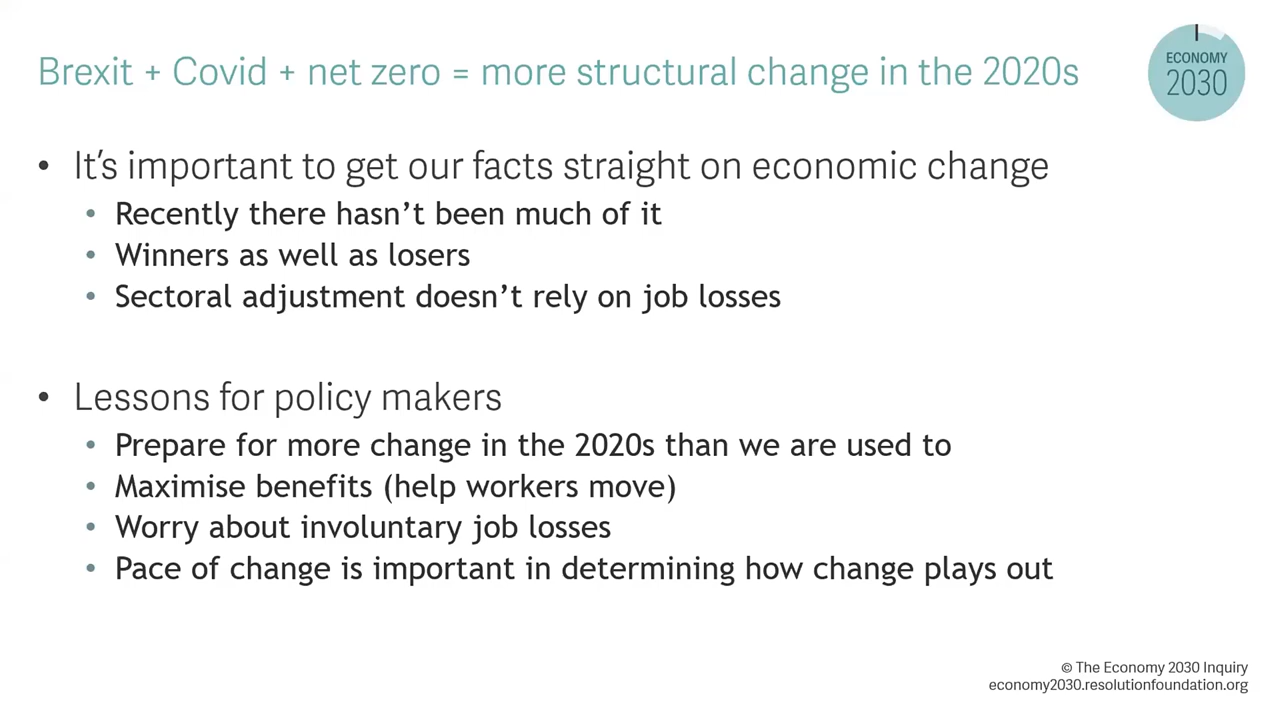 Brexit + Covid + net zero = more structural change in the 2020s
ECONOMY
2030
• It’s important to get our facts straight on economic change
• Recently there hasn’t been much of it
• Winners as well as losers
• Sectoral adjustment doesn’t rely on job losses
• Lessons for policy makers
• Prepare for more change in the 2020s than we are used to
• Maximise benefits (help workers move)
• Worry about involuntary job losses
• Pace of change is important in determining how change plays out
© The Economy 2030 Inquiry
economy2030.resolutionfoundation.org